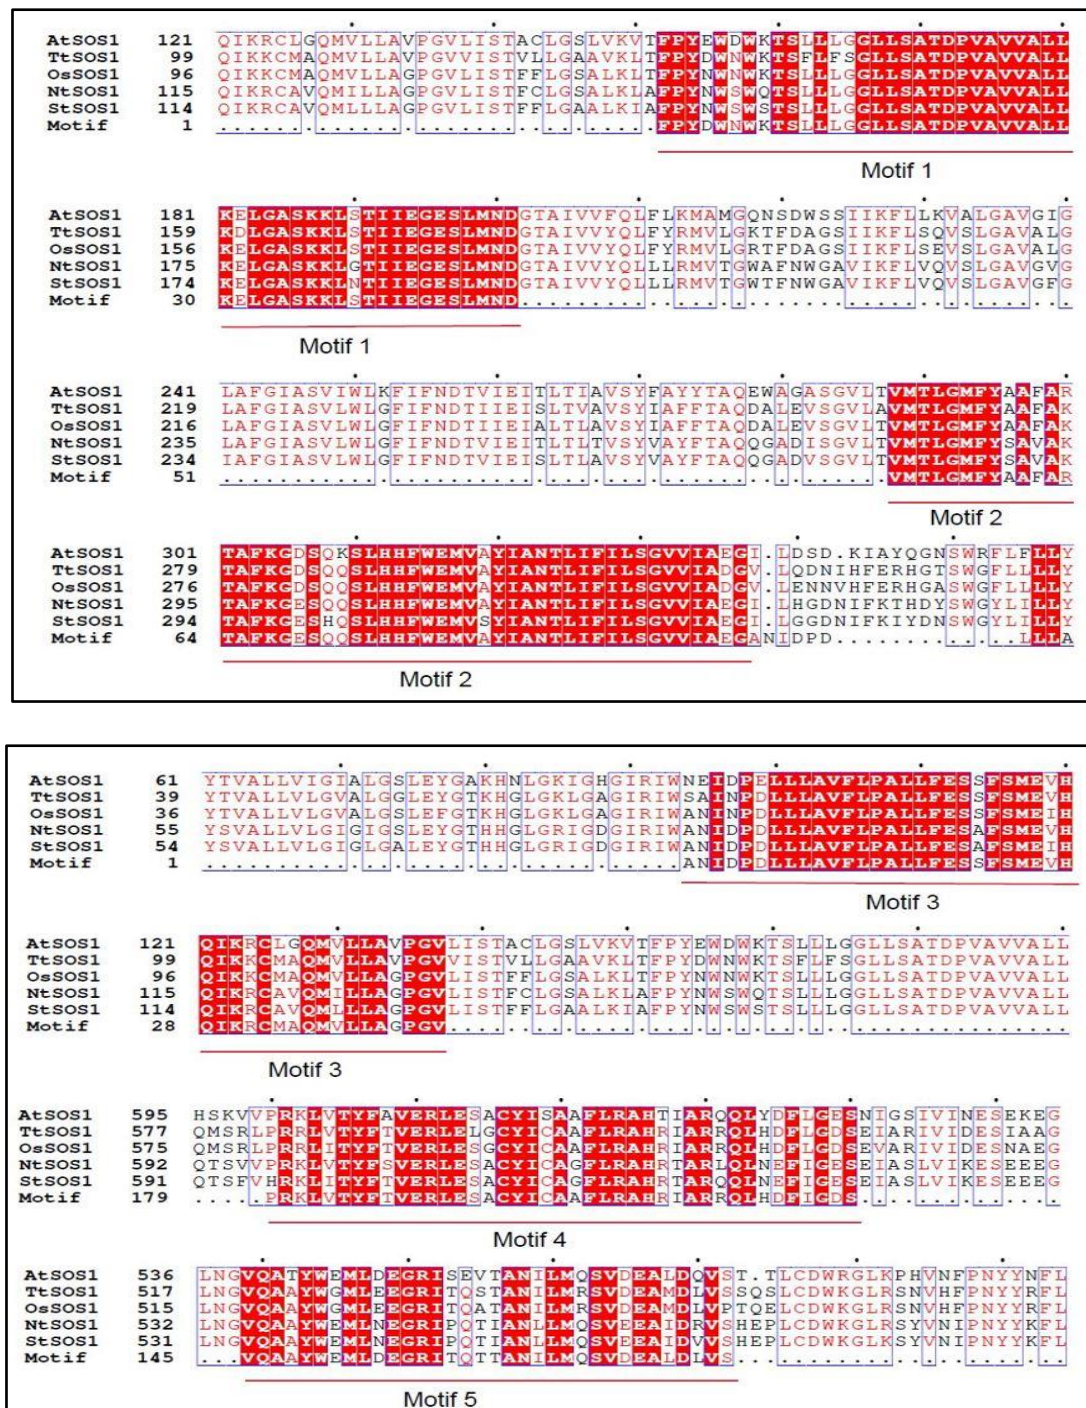 AtSOS1 121 QIKRCLGQMVLLAVPGVLISTACLGSLVKVTFPYEWDWKTSLLLGGLLSATDPVAVVALL
TtSOS1 99 QIKKCMAQMVLLAVPGVVISTVLLGAAVKLTFPYDWNWKTSFLFSGLLSATDPVAVVALL
OsSOS1 96 QIKRCMAQMVLLAGPGVLISTFFLGSALKLTFPYNWNWKTSLLLGGLLSATDPVAVVALL
NtSOS1 115 QIKRCAVQMILLAGPGVLISTFCLGSALKLAFPYNWSWQTSLLLGGLLSATDPVAVVALL
StSOS1 114 QIKRCAVQMLLLAGPGVLISTFFLGAALKIAFPYNWSWSTSLLLGGLLSATDPVAVVALL
Motif 1 ...............................FPYDWNWKTSLLLGGLLSATDPVAVVALL
Motif 1
AtSOS1 181 KELGASKKLSTIIEGESLMNDGTAIVVFQLFLKMAMGQNSDWSSIIKFLLKVALGAVGIG
TtSOS1 159 KDLGASKKLSTIIEGESLMNDGTAIVVYQLFYRMVLGKTFDAGSIIKFLSQVSLGAVALG
OsSOS1 156 KELGASKKLSTIIEGESLMNDGTAIVVYQLFYRMVLGRTFDAGSIIKFLSEVSLGAVALG
NtSOS1 175 KELGASKKLGTIIEGESLMNDGTAIVVYQLLLRMVTGWAFNWGAVIKFLVQVSLGAVGVG
StSOS1 174 KELGASKKLNTIIEGESLMNDGTAIVVYQLLLRMVTGWTFNWGAVIKFLVQVSLGAVGFG
Motif 30 KELGASKKLSTIIEGESLMND.......................................
Motif 1
AtSOS1 241 LAFGIASVIWLKFIFNDTVIEITLTIAVSYFAYYTAQEWAGASGVLTVMTLGMFYAAFAR
TtSOS1 219 LAFGIASVLWLGFIFNDTIIEISLTVAVSYIAFFTAQDALEVSGVLAVMTLGMFYAAFAK
OsSOS1 216 LAFGIASVLWLGFIFNDTIIEIALTLAVSYIAFFTAQDALEVSGVLTVMTLGMFYAAFAK
NtSOS1 235 LAFGIASVLWLGFIFNDTVIEITLTLTVSYVAYFTAQQGADISGVLTVMTLGMFYSAVAK
StSOS1 234 IAFGIASVLWLGFIFNDTVIEISLTLAVSYVAYFTAQQGADVSGVLTVMTLGMFYSAVAK
Motif 51 ...............................................VMTLGMFYAAFAR
Motif 2
AtSOS1 301 TAFKGDSQKSLHHFWEMVAYIANTLIFILSGVVIAEGI.LDSD.KIAYQGNSWRFLFLLY
TtSOS1 279 TAFKGDSQQSLHHFWEMVAYIANTLIFILSGVVIADGV.LQDNIHFERHGTSWGFLLLLY
OsSOS1 276 TAFKGDSQQSLHHFWEMVAYIANTLIFILSGVVIADGV.LENNVHFERHGASWGFLLLLY
NtSOS1 295 TAFKGESQQSLHHFWEMVAYIANTLIFILSGVVIAEGI.LHGDNIFKTHDYSWGYLILLY
StSOS1 294 TAFKGESHQSLHHFWEMVSYIANTLIFILSGVVIAEGI.LGGDNIFKIYDNSWGYLILLY
Motif 64 TAFKGESQQSLHHFWEMVAYIANTLIFILSGVVIAEGANIDPD.............LLLA
Motif 2
AtSOS1 61 YTVALLVIGIALGSLEYGAKHNLGKIGHGIRIWNEIDPELLLAVFLPALLFESSFSMEVH
TtSOS1 39 YTVALLVLGVALGGLEYGTKHGLGKLGAGIRIWSAINPDLLLAVFLPALLFESSFSMEVH
OsSOS1 36 YTVALLVLGVALGSLEFGTKHGLGKLGAGIRIWANINPDLLLAVFLPALLFESSFSMEIH
NtSOS1 55 YSVALLVLGIGIGSLEYGTHHGLGRIGDGIRIWANIDPDLLLAVFLPALLFESAFSMEVH
StSOS1 54 YSVALLVLGIGLGALEYGTHHGLGRIGDGIRIWANIDPDLLLAVFLPALLFESAFSMEIH
Motif 1 .................................ANIDPDLLLAVFLPALLFESSFSMEVH
Motif 3
AtSOS1 121 QIKRCLGQMVLLAVPGVLISTACLGSLVKVTFPYEWDWKTSLLLGGLLSATDPVAVVALL
TtSOS1 99 QIKKCMAQMVLLAVPGVVISTVLLGAAVKLTFPYDWNWKTSFLFSGLLSATDPVAVVALL
OsSOS1 96 QIKRCMAQMVLLAGPGVLISTFFLGSALKLTFPYNWNWKTSLLLGGLLSATDPVAVVALL
NtSOS1 115 QIKRCAVQMILLAGPGVLISTFCLGSALKLAFPYNWSWQTSLLLGGLLSATDPVAVVALL
StSOS1 114 QIKRCAVQMLLLAGPGVLISTFFLGAALKIAFPYNWSWSTSLLLGGLLSATDPVAVVALL
Motif 28 QIKRCMAQMVLLAGPGV...........................................
Motif 3
AtSOS1 595 HSKVVPRKLVTYFAVERLESACYISAAFLRAHTIARQQLYDFLGESNIGSIVINESEKEG
TtSOS1 577 QMSRLPRRLVTYFTVERLELGCYICAAFLRAHRIARRQLHDFLGDSEIARIVIDESIAAG
OsSOS1 575 QMSRLPRRLITYFTVERLESGCYICAAFLRAHRIARRQLHDFLGDSEVARIVIDESNAEG
NtSOS1 592 QTSVVPRKLVTYFSVERLESACYICAGFLRAHRTARLQLNEFIGESEIASLVIKESEEEG
StSOS1 591 QTSFVHRKLITYFTVERLESACYICAGFLRAHRTARQQLNEFIGESEIASLVIKESEEEG
Motif 179 .....PRKLVTYFTVERLESACYICAAFLRAHRIARRQLHDFIGDS..............
Motif 4
AtSOS1 536 LNGVQATYWEMLDEGRISEVTANILMQSVDEALDQVST.TLCDWRGLKPHVNFPNYYNFL
TtSOS1 517 LNGVQAAYWGMLEEGRITQSTANILMRSVDEAMDLVSSQSLCDWKGLRSNVHFPNYYRFL
OsSOS1 515 LNGVQAAYWGMLEEGRITQATANILMRSVDEAMDLVPTQELCDWKGLRSNVHFPNYYRFL
NtSOS1 532 LNGVQAAYWEMLNEGRIPQTIANLLMQSVEEAIDRVSHEPLCDWKGLRSYVNIPNYYKFL
StSOS1 531 LNGVQAAYWEMLNEGRIPQTIANILMQSVEEAIDRVSHEPLCDWKGLKSYVNIPNYYKFL
Motif 145 ...VQAAYWEMLDEGRITQTTANILMQSVDEALDLVS.......................
Motif 5